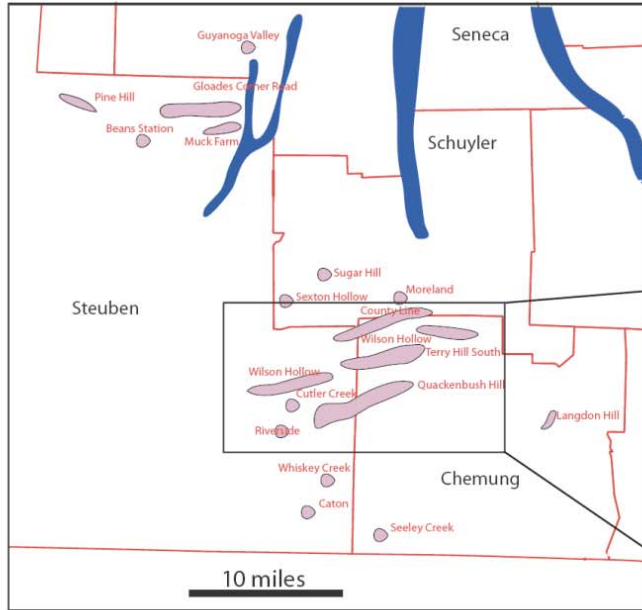 Guyanoga Valley
Seneca
Gloades Corner Road
Pine Hill
Beans Station
Muck Farm
Schuyler
Sugar Hill
Moreland
Sexton Hollow
Steuben
County Line
Wilson Hollow
Terry Hill South
Wilson Hollow
Quackenbush Hill
Cutler Creek
Langdon Hill
Riverside
Whiskey Creek
Chemung
Caton
Seeley Creek
10 miles